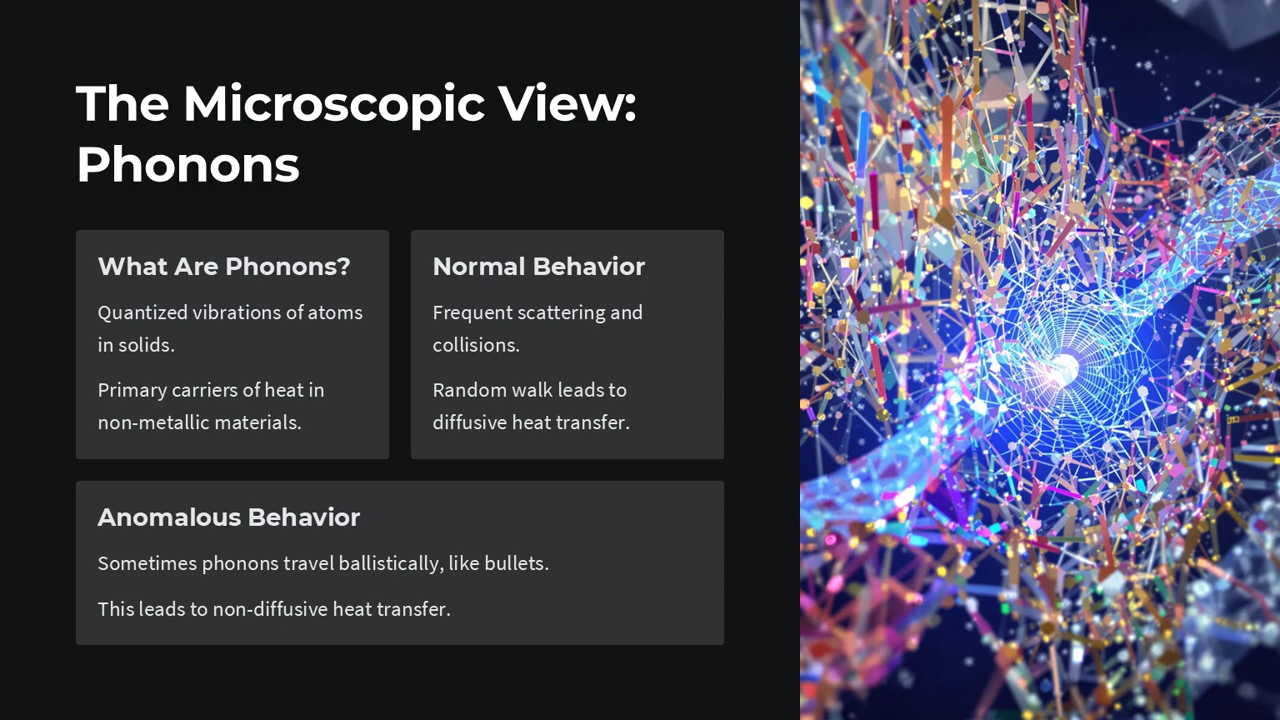 The Microscopic View:
Phonons
What Are Phonons?
Quantized vibrations of atoms
in solids.
Primary carriers of heat in
non-metallic materials.
Normal Behavior
Frequent scattering and
collisions.
Random walk leads to
diffusive heat transfer.
Anomalous Behavior
Sometimes phonons travel ballistically, like bullets.
This leads to non-diffusive heat transfer.